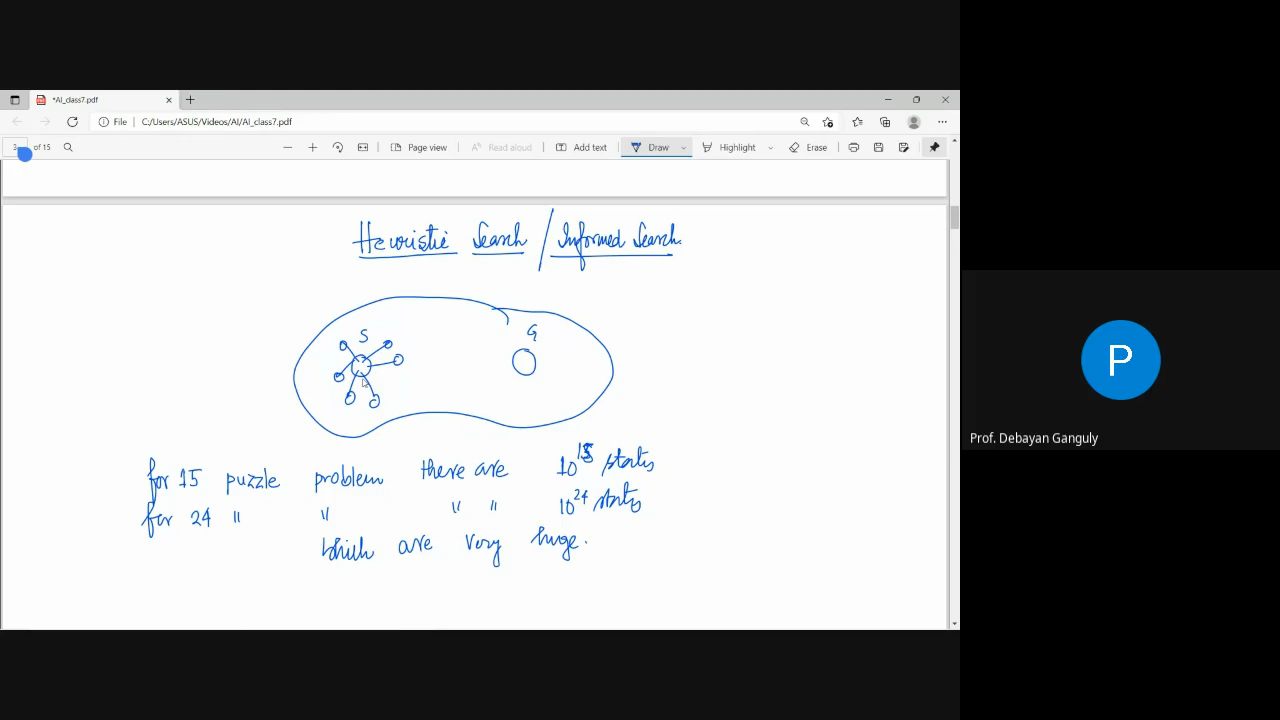 *AI_class7.pdf
File C:/Users/ASUS/Videos/AI/AI_class7.pdf
3 of 15 Page view Read aloud Add text Draw Highlight Erase
Heuristic Search / Informed Search.
S G
for 15 puzzle problem there are 10^15 states
for 24 " " " " 10^24 states
which are very huge.
P
Prof. Debayan Ganguly